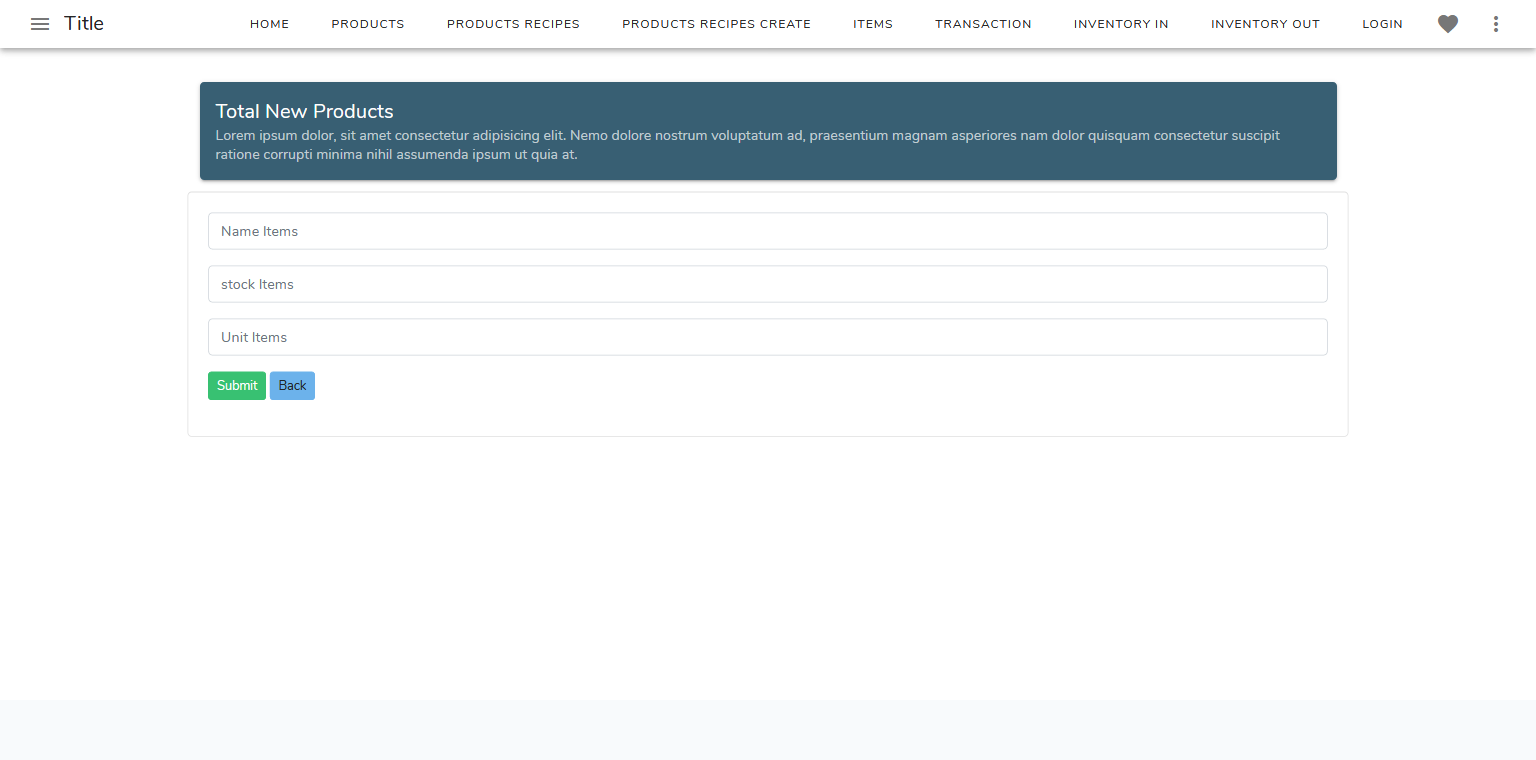 Title HOME PRODUCTS PRODUCTS RECIPES PRODUCTS RECIPES CREATE ITEMS TRANSACTION INVENTORY IN INVENTORY OUT LOGIN
Total New Products
Lorem ipsum dolor, sit amet consectetur adipisicing elit. Nemo dolore nostrum voluptatum ad, praesentium magnam asperiores nam dolor quisquam consectetur suscipit
ratione corrupti minima nihil assumenda ipsum ut quia at.
Name Items
stock Items
Unit Items
Submit Back